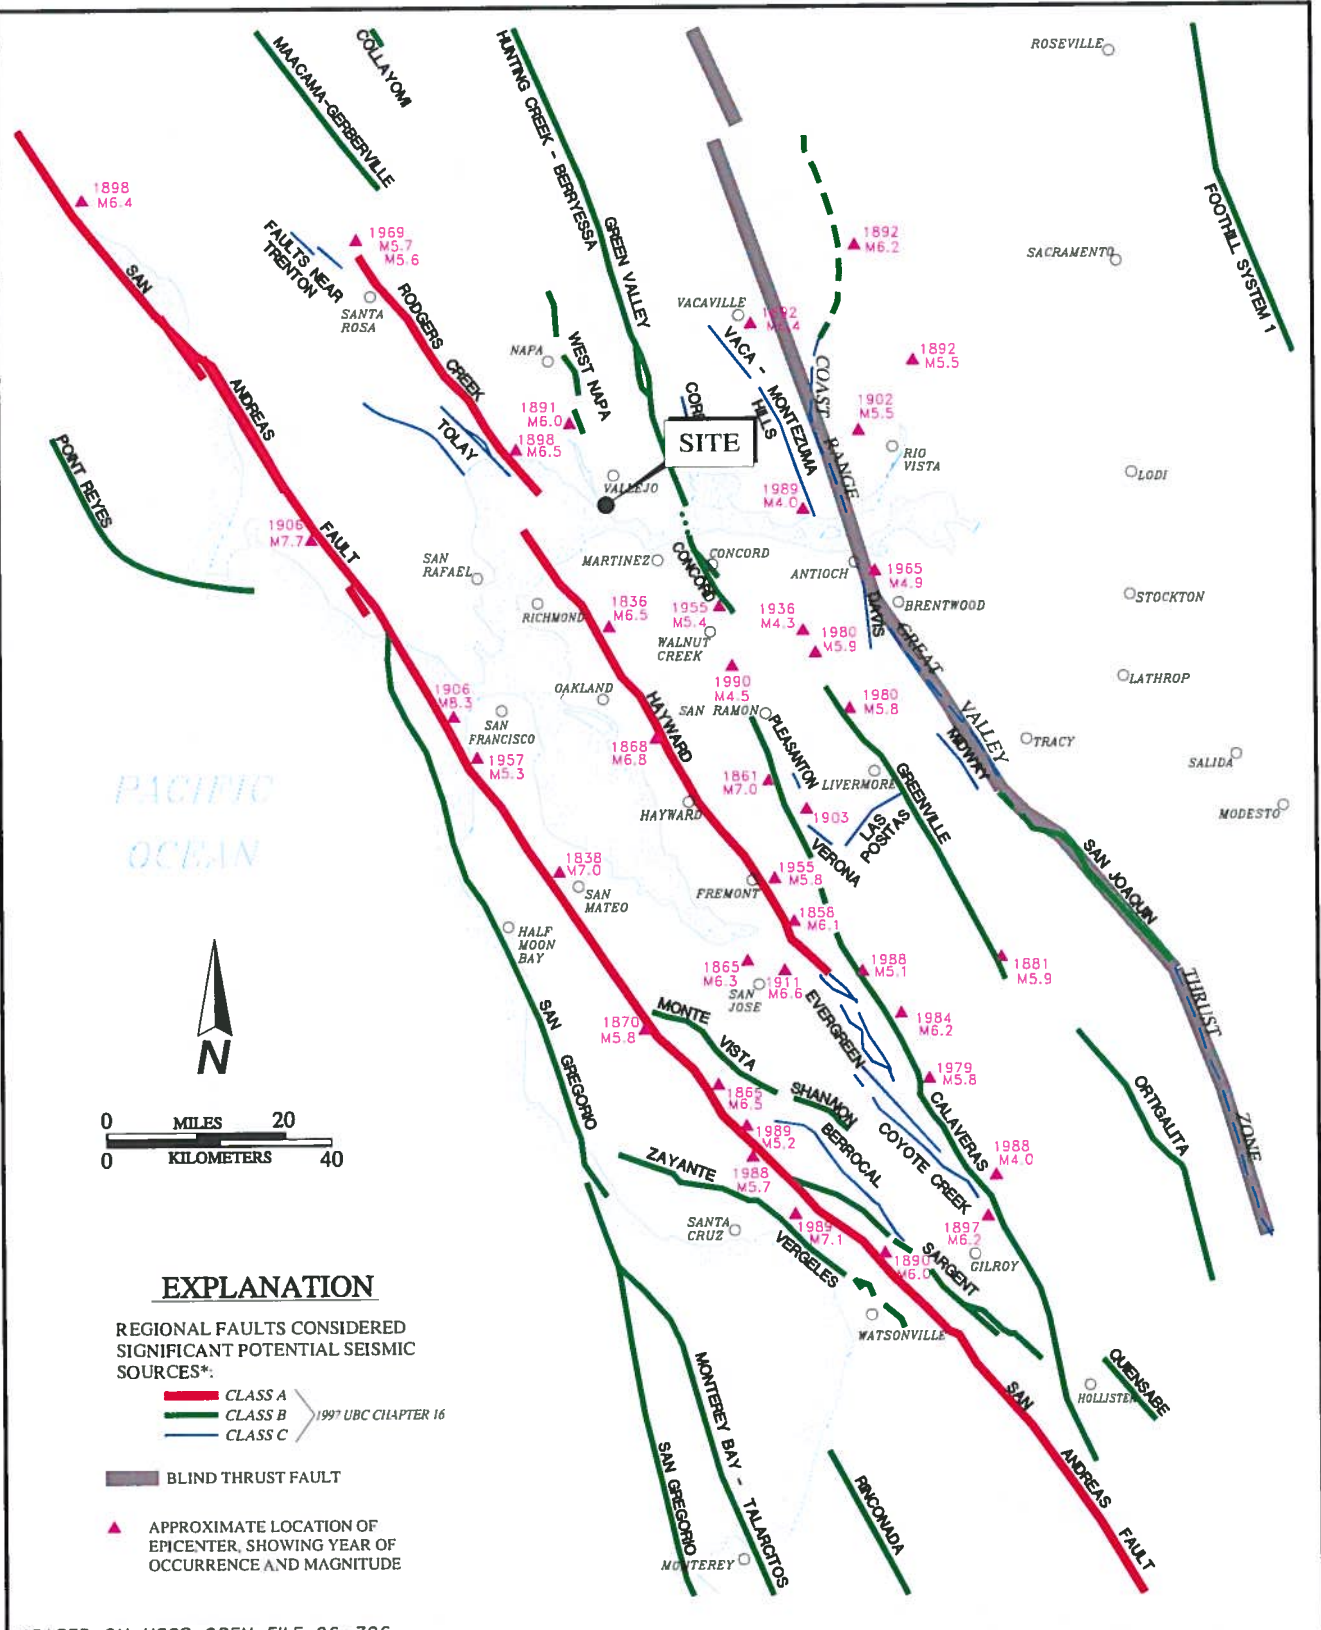 ROSEVILLE
COLLAYOMI
MAACAMA-GERBERVILLE
HUNTING CREEK - BERRYESSA
GREEN VALLEY
FOOTHILL SYSTEM 1
1898
M6.4
SAN
ANDREAS
FAULT
FAULTS NEAR
TRENTON
1969
M5.7
M5.6
SANTA
ROSA
RODGERS
CREEK
1892
M6.2
SACRAMENTO
VACAVILLE
NAPA
WEST NAPA
VACA -
MONTEZUMA
HILLS
COAST
RANGE
1892
M5.5
1902
M5.5
RIO
VISTA
LODI
1891
M6.0
1898
M6.5
TOLAY
SITE
VALLEJO
POINT REYES
1906
M7.7
1989
M4.0
SAN
RAFAEL
MARTINEZ
CONCORD
CONCORD
ANTIOCH
1965
M4.9
BRENTWOOD
DAVIS
STOCKTON
RICHMOND
1836
M6.5
1955
M5.4
WALNUT
CREEK
1936
M4.3
1980
M5.9
GREAT
VALLEY
LATHROP
1990
M4.5
OAKLAND
SAN RAMON
1980
M5.8
1906
M8.3
SAN
FRANCISCO
1957
M5.3
HAYWARD
1868
M6.8
PLEASANTON
MIDWAY
TRACY
SALIDA
MODESTO
LIVERMORE
GREENVILLE
1861
M7.0
1903
LAS
POSITAS
VERONA
HAYWARD
PACIFIC
OCEAN
1838
M7.0
SAN
MATEO
FREMONT
1955
M5.8
1858
M6.1
SAN JOAQUIN
HALF
MOON
BAY
1865
M6.3
SAN
JOSE
1911
M6.6
1988
M5.1
1881
M5.9
THRUST
ZONE
N
SAN
GREGORIO
1870
M5.8
MONTE
VISTA
SHANNON
EVERGREEN
1984
M6.2
1979
M5.8
CALAVERAS
ORTIGALITA
1865
M6.5
1989
M5.2
1988
M5.7
BERROCAL
COYOTE CREEK
1988
M4.0
0 MILES 20
0 KILOMETERS 40
ZAYANTE
VERGELES
SANTA
CRUZ
1989
M7.1
1897
M6.2
GILROY
1890
M6.0
SARGENT
WATSONVILLE
QUIENSABE
HOLLISTER
SAN
ANDREAS
FAULT
MONTEREY BAY - TALARCITOS
SAN GREGORIO
MONTEREY
RINCONADA
EXPLANATION
REGIONAL FAULTS CONSIDERED
SIGNIFICANT POTENTIAL SEISMIC
SOURCES*:
CLASS A
CLASS B
CLASS C
1997 UBC CHAPTER 16
BLIND THRUST FAULT
APPROXIMATE LOCATION OF
EPICENTER, SHOWING YEAR OF
OCCURRENCE AND MAGNITUDE